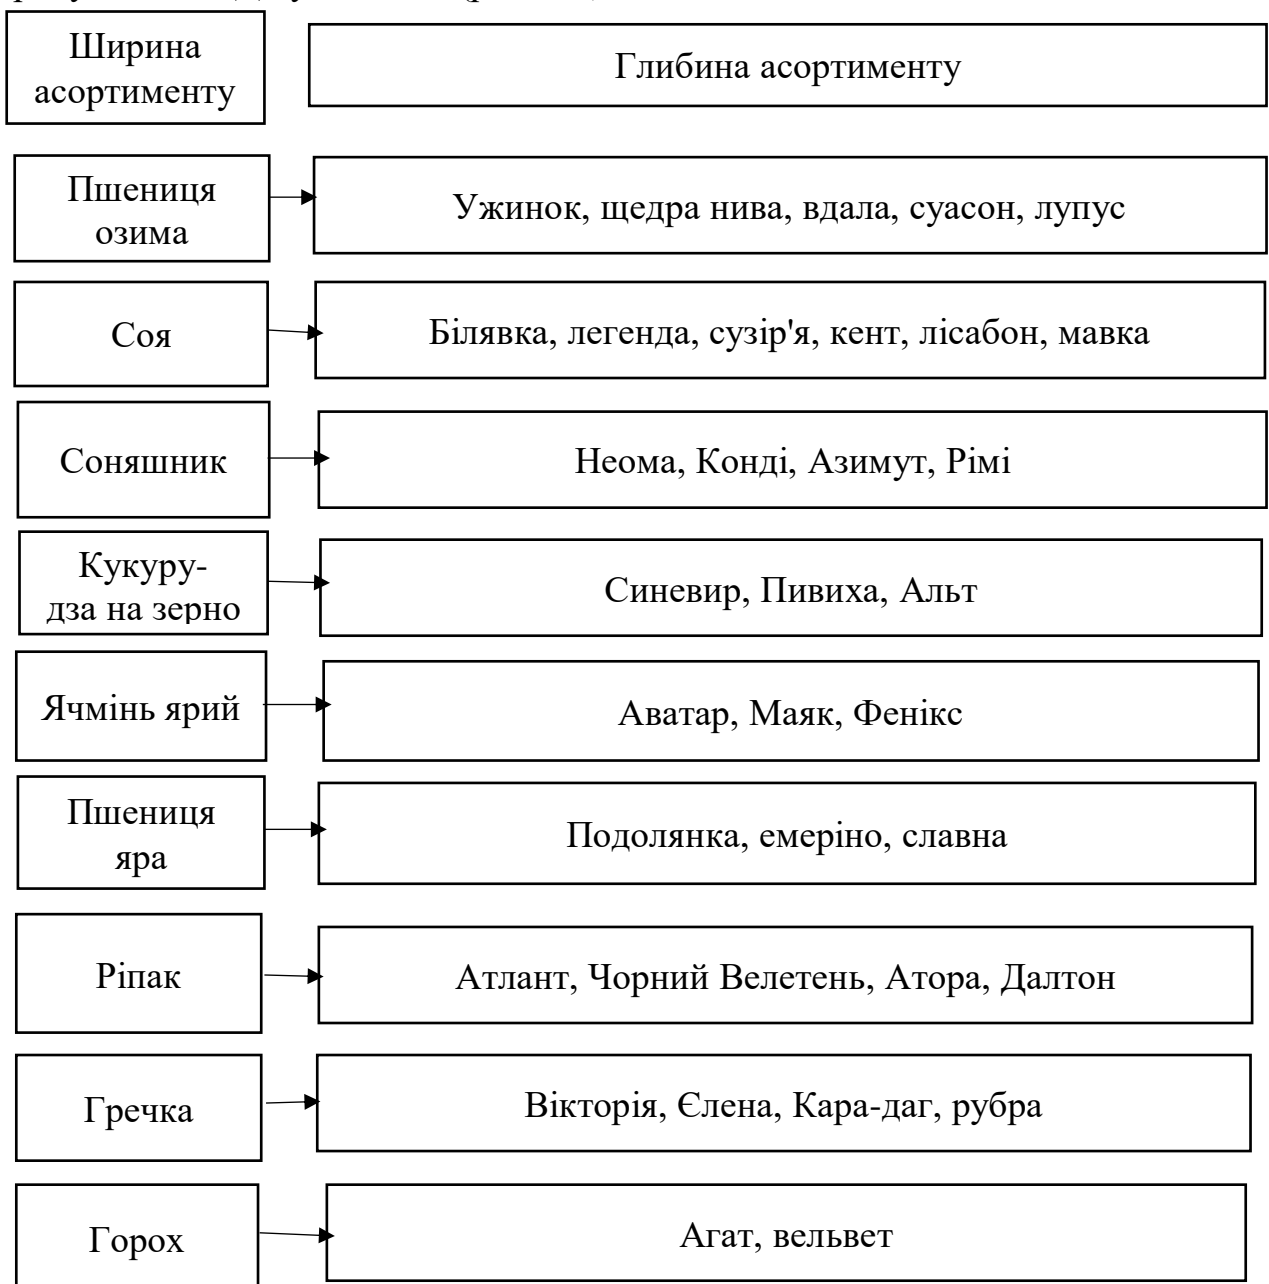 Ширина
асортименту
Глибина асортименту
Пшениця
озима
Ужинок, щедра нива, вдала, суасон, лупус
Соя
Білявка, легенда, сузір'я, кент, лісабон, мавка
Соняшник
Неома, Конді, Азимут, Рімі
Кукуру-
дза на зерно
Синевир, Пивиха, Альт
Ячмінь ярий
Аватар, Маяк, Фенікс
Пшениця
яра
Подолянка, емеріно, славна
Ріпак
Атлант, Чорний Велетень, Атора, Далтон
Гречка
Вікторія, Єлена, Кара-даг, рубра
Горох
Агат, вельвет